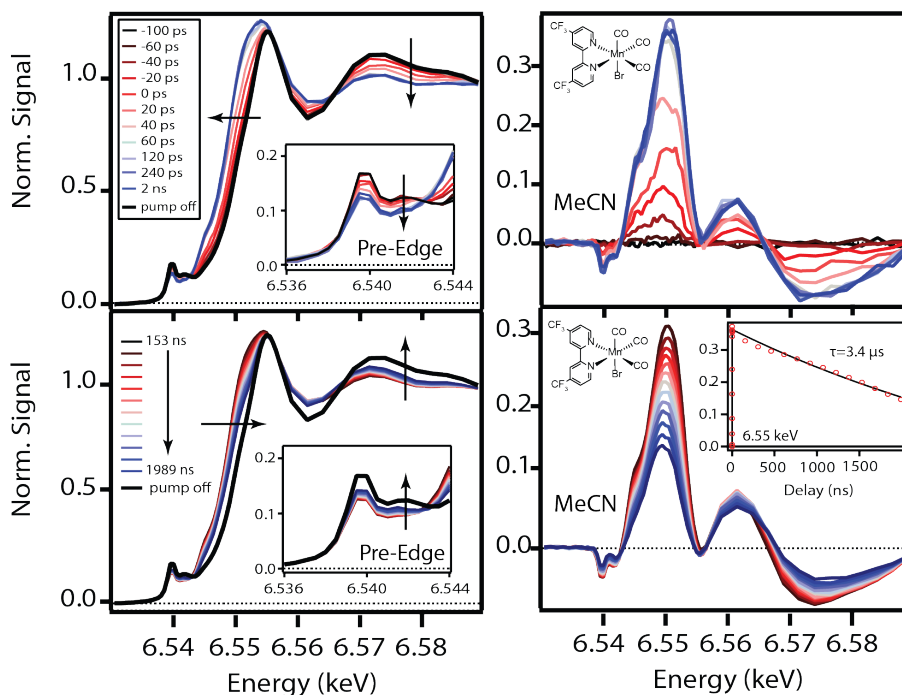 Norm. Signal
1.0
0.5
0.0
-100 ps
-60 ps
-40 ps
-20 ps
0 ps
20 ps
40 ps
60 ps
120 ps
240 ps
2 ns
pump off
0.2
0.1
0.0
Pre-Edge
6.536
6.540
6.544
0.3
0.2
0.1
0.0
CF3
N
CO
CO
Mn
N
CO
Br
CF3
MeCN
Norm. Signal
1.0
0.5
0.0
153 ns
1989 ns
pump off
0.2
0.1
0.0
Pre-Edge
6.536
6.540
6.544
6.54
6.55
6.56
6.57
6.58
Energy (keV)
0.3
0.2
0.1
0.0
CF3
N
CO
CO
Mn
N
CO
Br
CF3
MeCN
0.3
0.2
0.1
0.0
τ=3.4 μs
6.55 keV
0
500
1000
1500
Delay (ns)
6.54
6.55
6.56
6.57
6.58
Energy (keV)